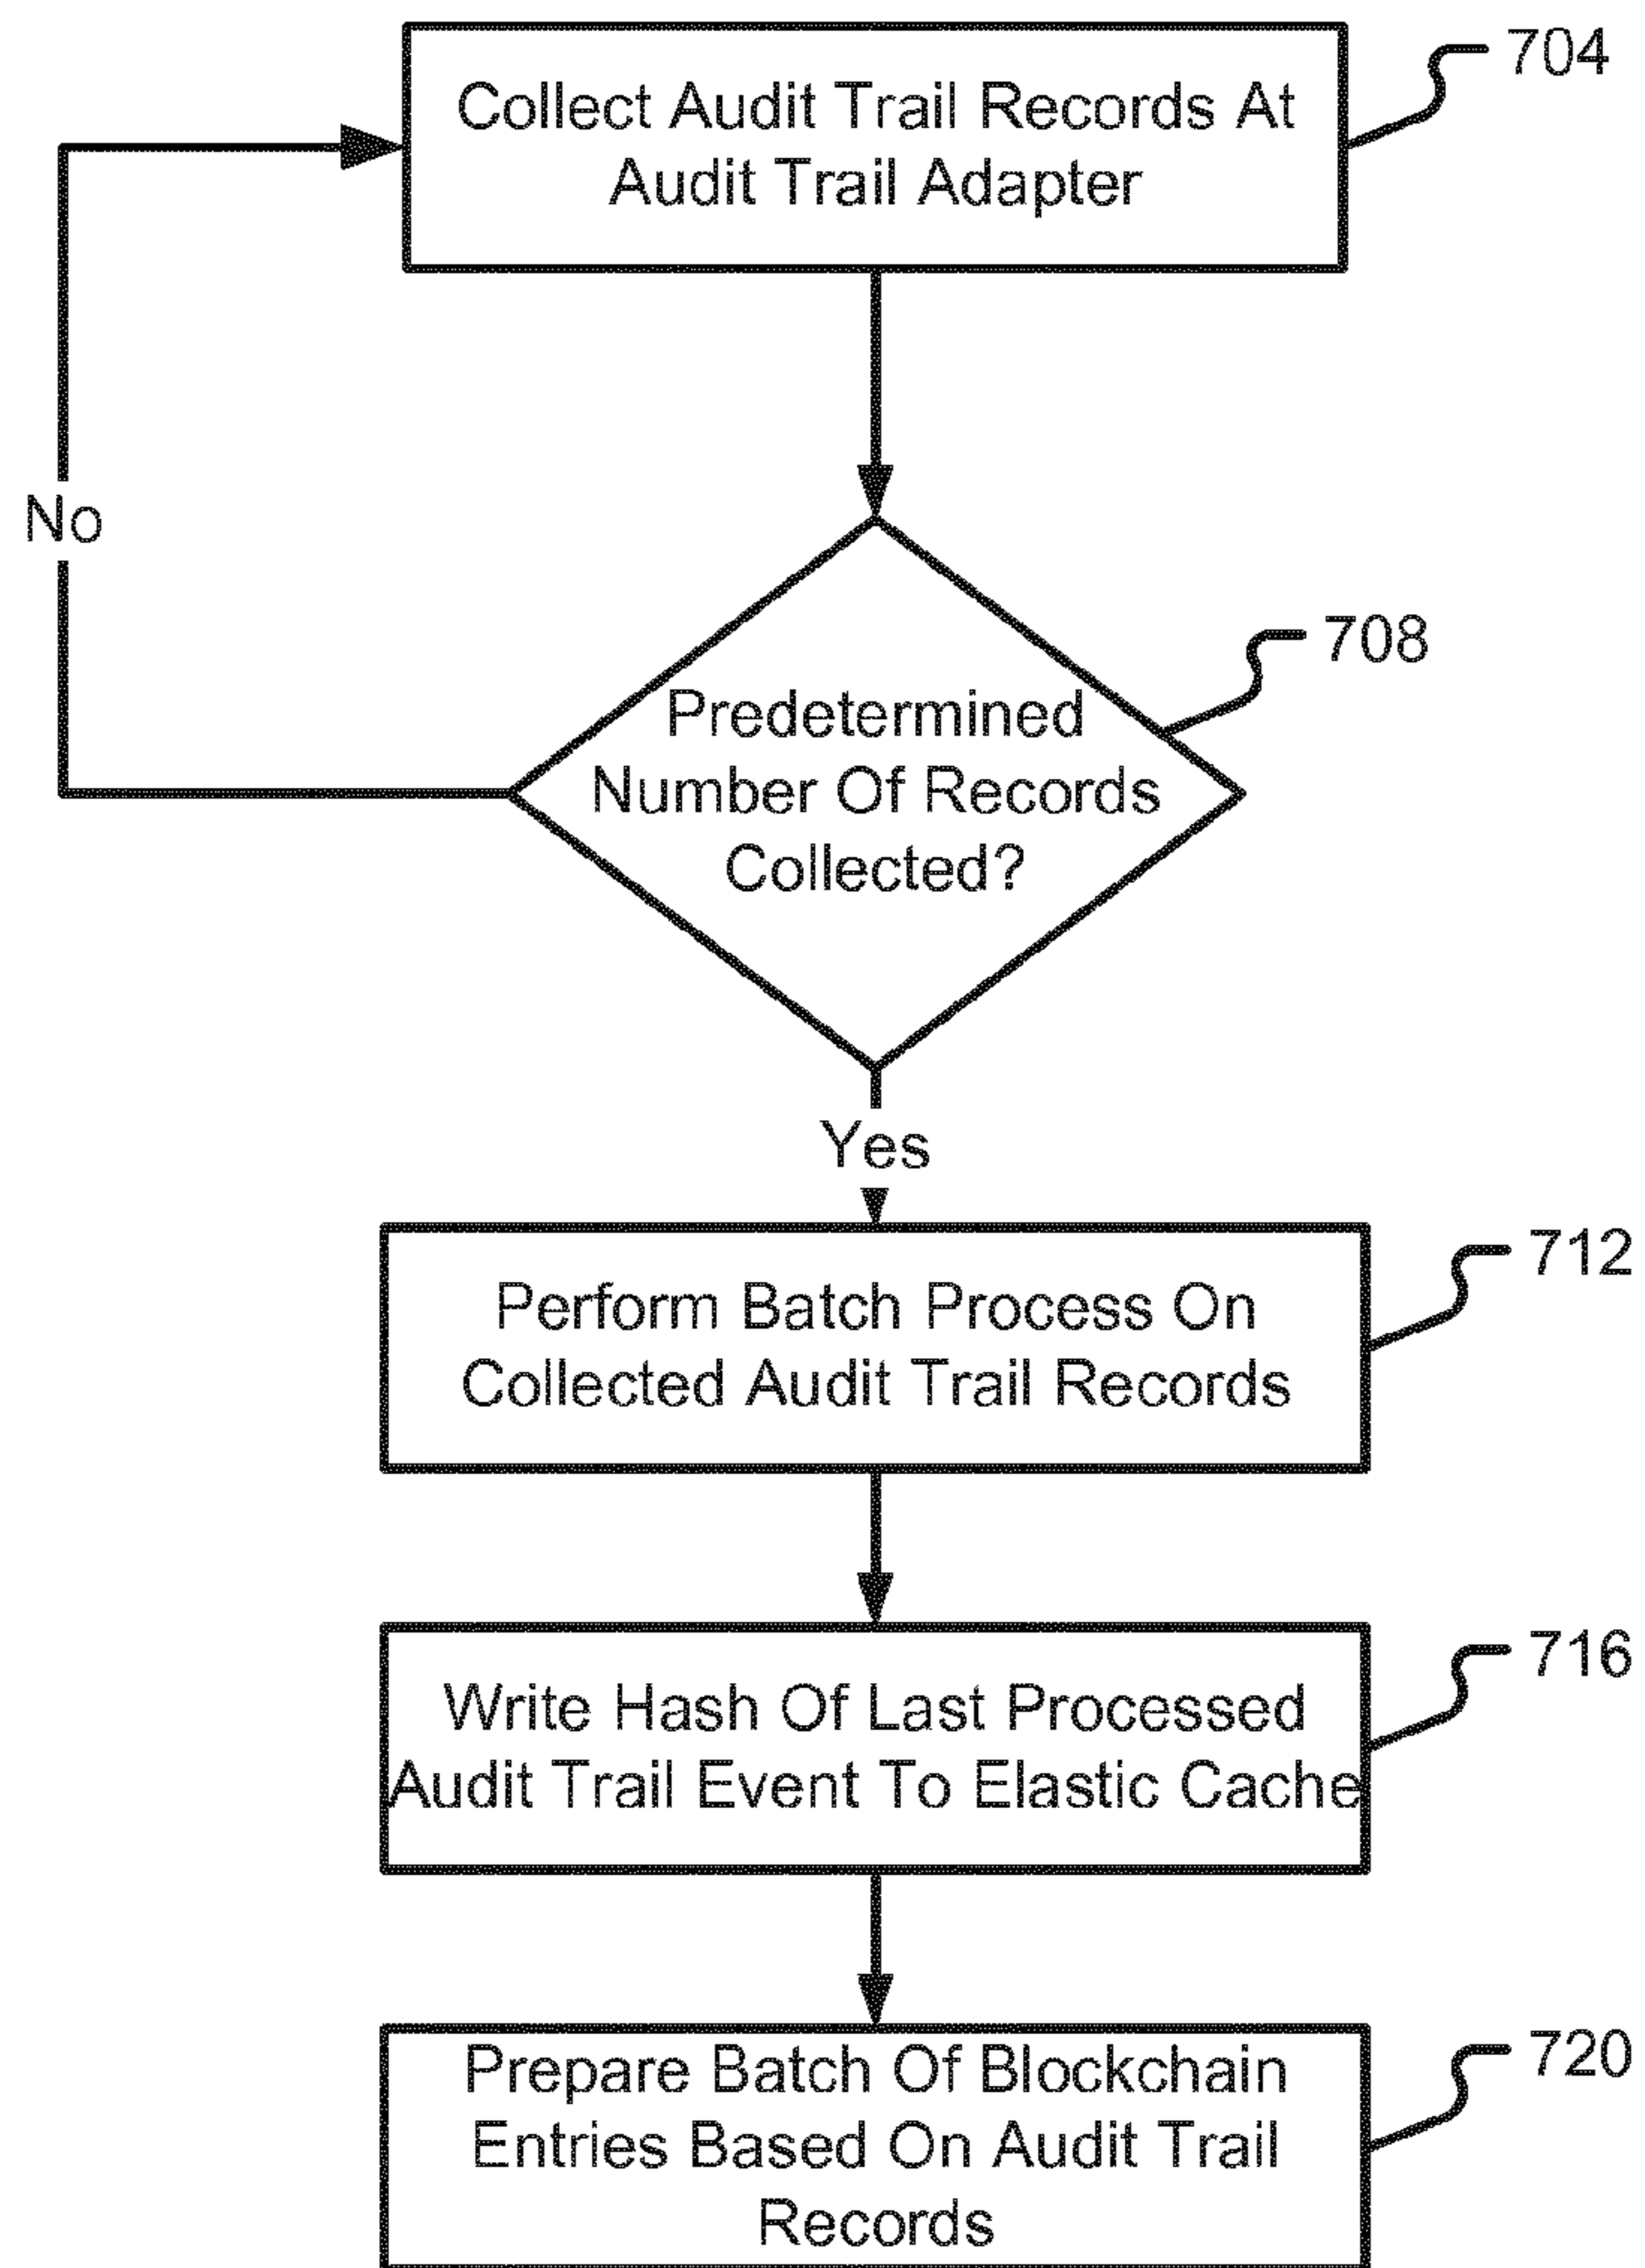 Collect Audit Trail Records At
Audit Trail Adapter
704
No
Predetermined
Number Of Records
Collected?
708
Yes
Perform Batch Process On
Collected Audit Trail Records
712
Write Hash Of Last Processed
Audit Trail Event To Elastic Cache
716
Prepare Batch Of Blockchain
Entries Based On Audit Trail
Records
720